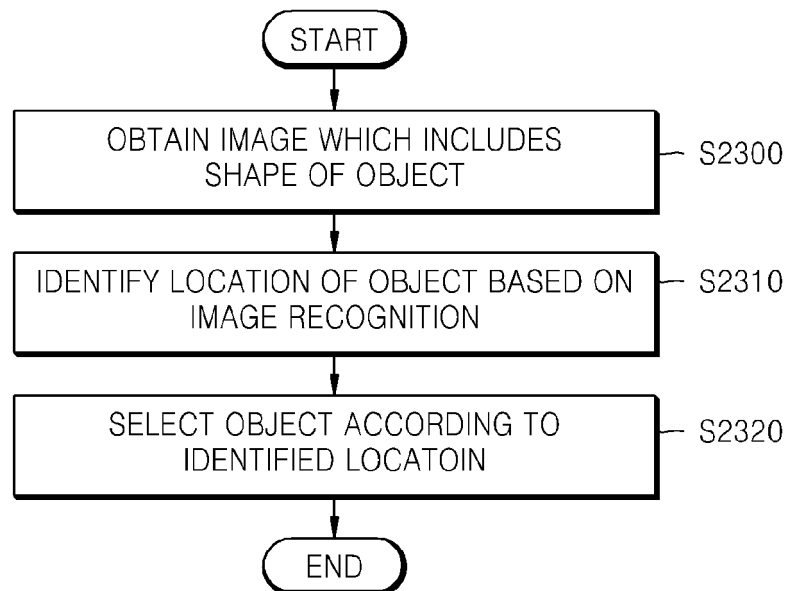 START
OBTAIN IMAGE WHICH INCLUDES
SHAPE OF OBJECT
S2300
IDENTIFY LOCATION OF OBJECT BASED ON
IMAGE RECOGNITION
S2310
SELECT OBJECT ACCORDING TO
IDENTIFIED LOCATOIN
S2320
END